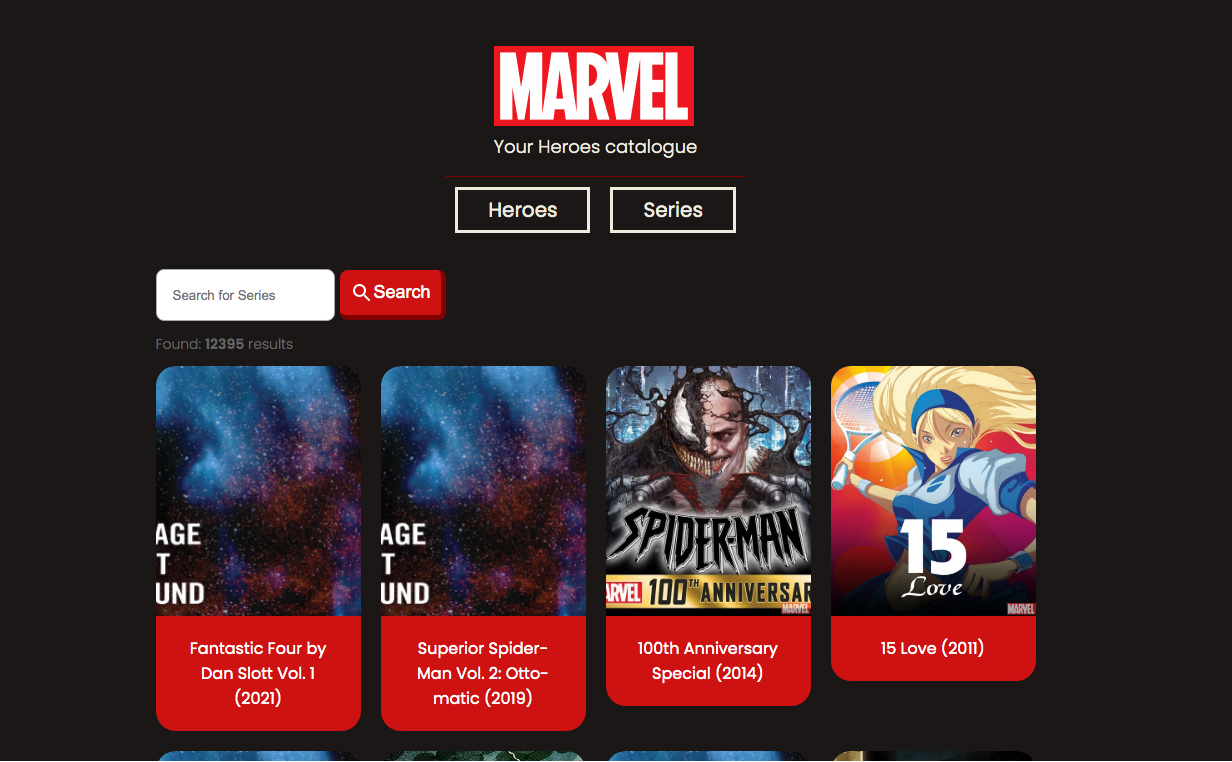 MARVEL
Your Heroes catalogue
Heroes
Series
Search for Series
Search
Found: 12395 results
AGE
T
UND
AGE
T
UND
SPIDER-MAN
MARVEL 100TH ANNIVERSAR
MARVEL
15
Love
MARVEL
Fantastic Four by
Dan Slott Vol. 1
(2021)
Superior Spider-
Man Vol. 2: Otto-
matic (2019)
100th Anniversary
Special (2014)
15 Love (2011)